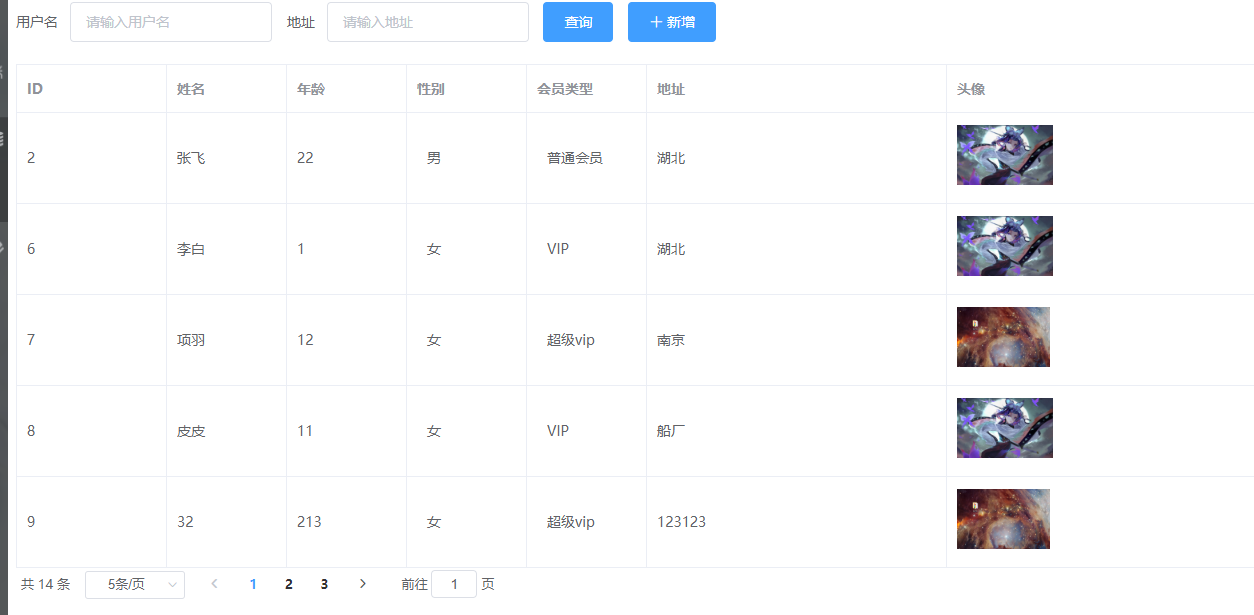 用户名 请输入用户名 地址 请输入地址 查询 新增
ID 姓名 年龄 性别 会员类型 地址 头像
2 张飞 22 男 普通会员 湖北
6 李白 1 女 VIP 湖北
7 项羽 12 女 超级vip 南京
8 皮皮 11 女 VIP 船厂
9 32 213 女 超级vip 123123
共 14 条 5条/页 1 2 3 前往 1 页